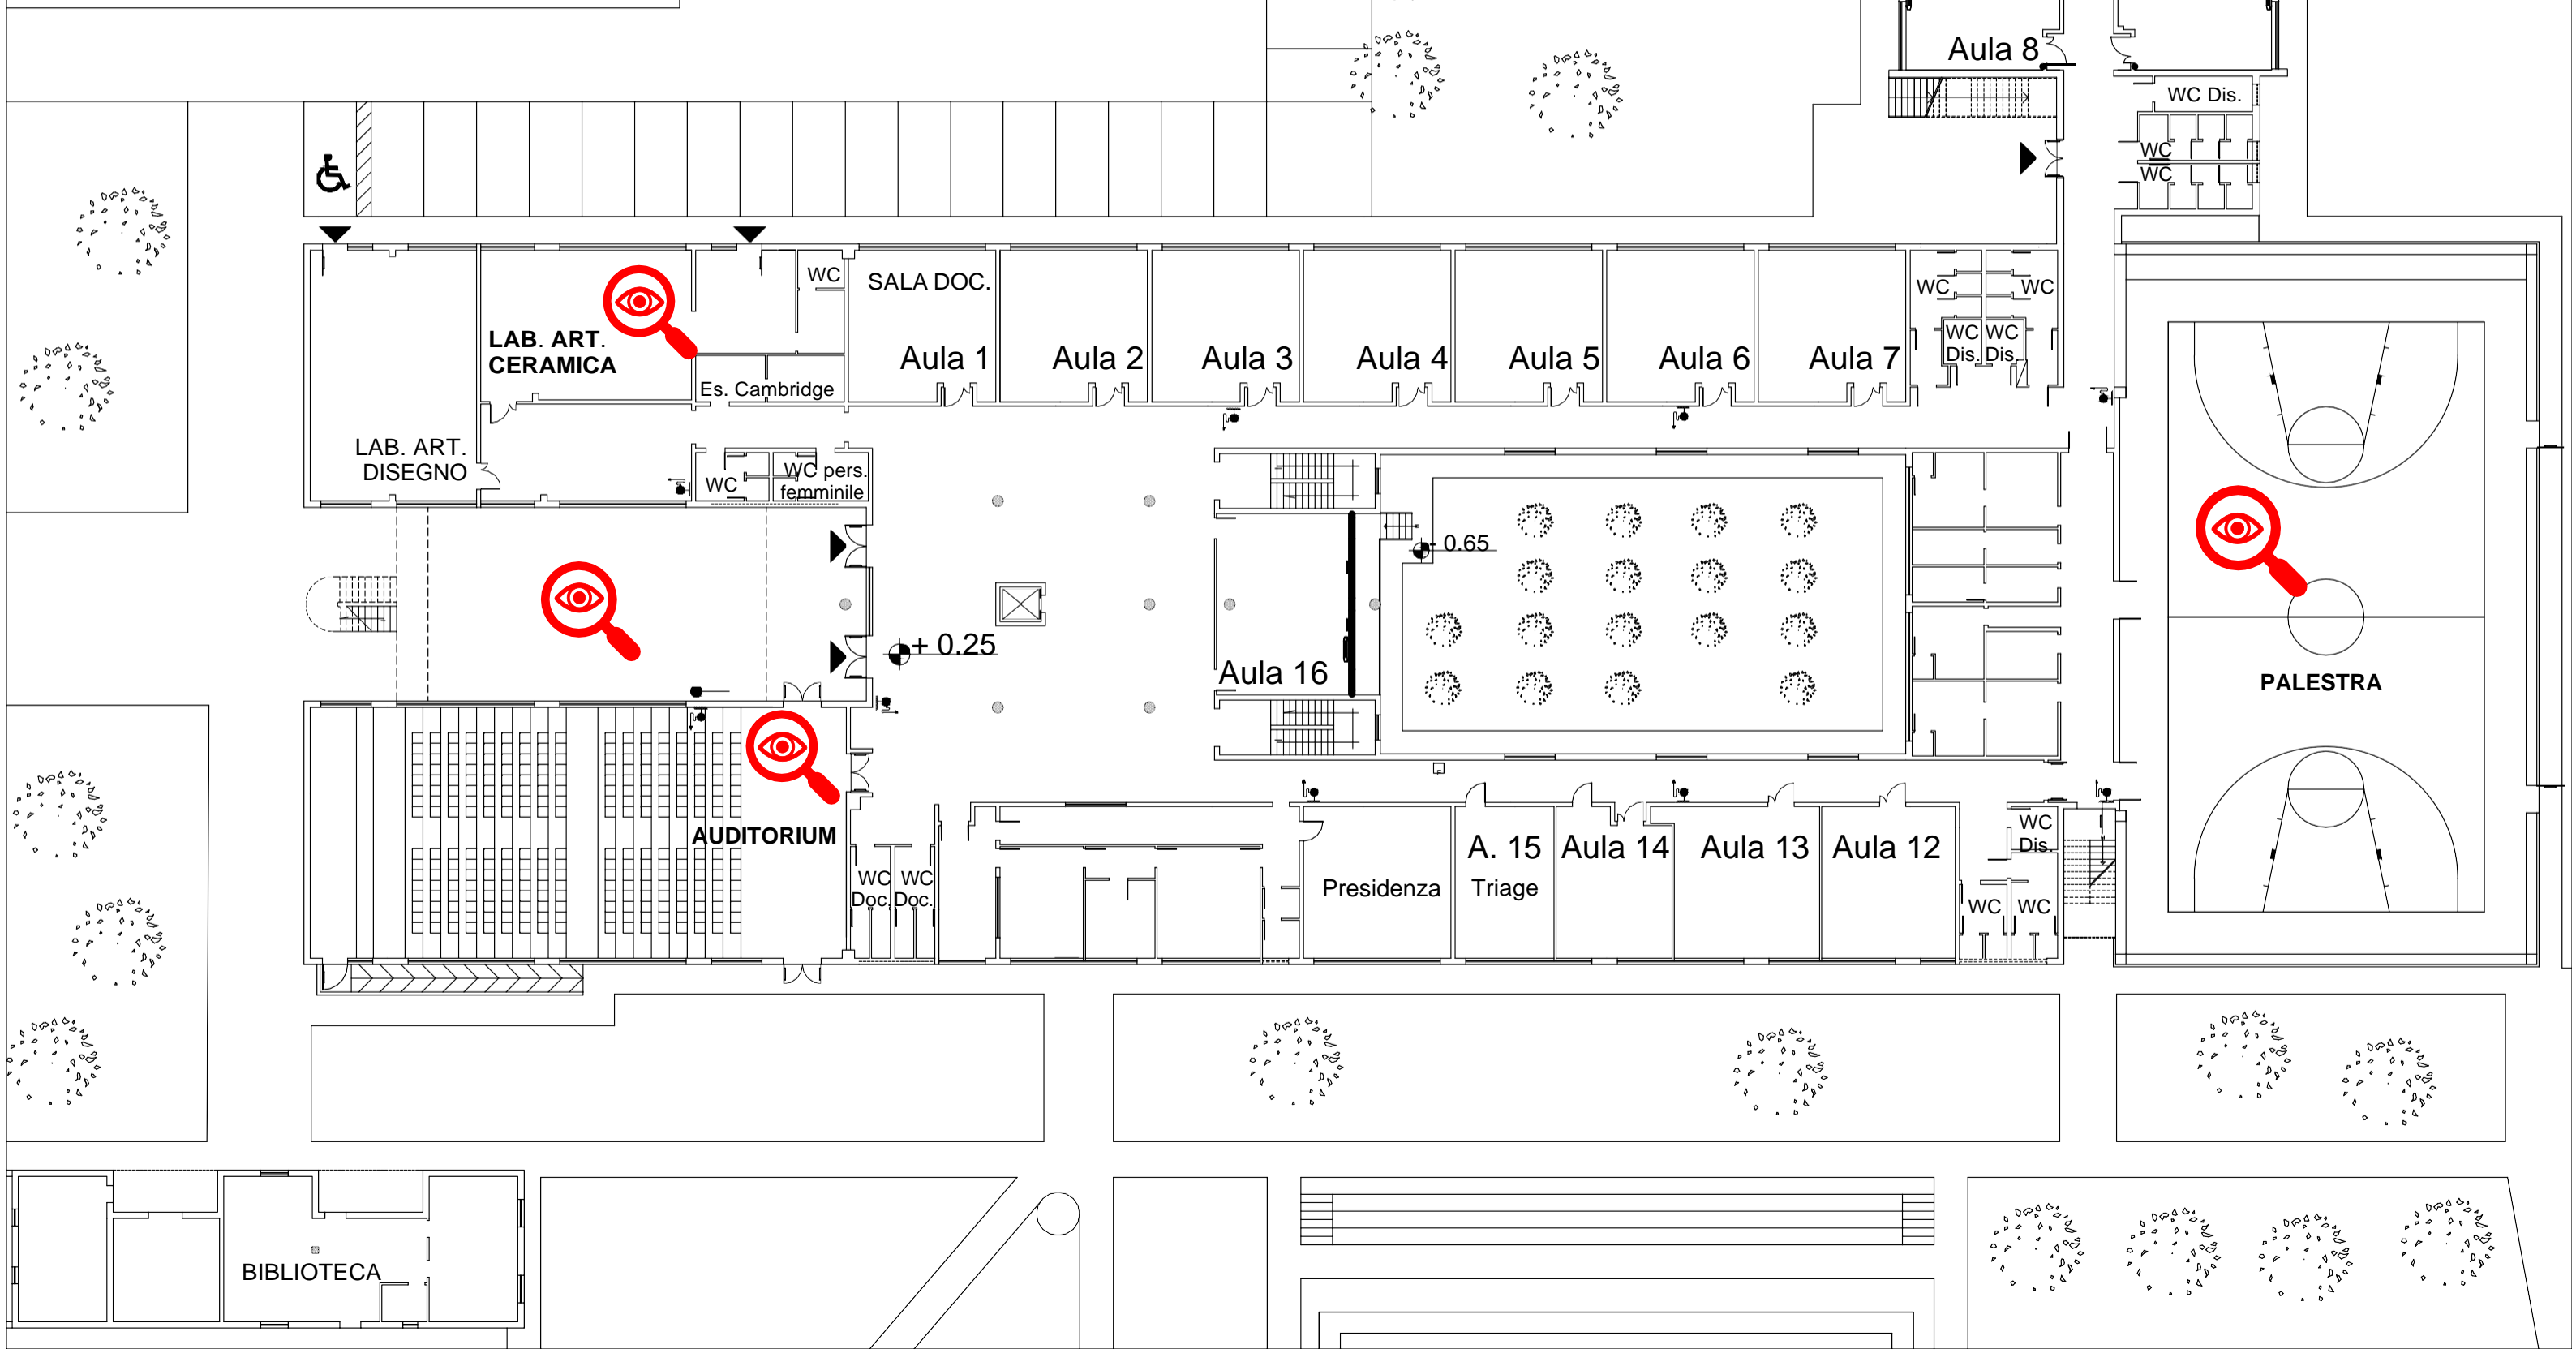 Aula 8
WC Dis.
WC
WC
WC
SALA DOC.
WC
WC
LAB. ART.
CERAMICA
WC
Dis.
WC
Dis.
Aula 1
Aula 2
Aula 3
Aula 4
Aula 5
Aula 6
Aula 7
Es. Cambridge
LAB. ART.
DISEGNO
WC
WC pers.
femminile
- 0.65
+ 0.25
Aula 16
PALESTRA
AUDITORIUM
WC
Doc.
WC
Doc.
Presidenza
A. 15
Triage
Aula 14
Aula 13
Aula 12
WC
Dis.
WC
WC
BIBLIOTECA